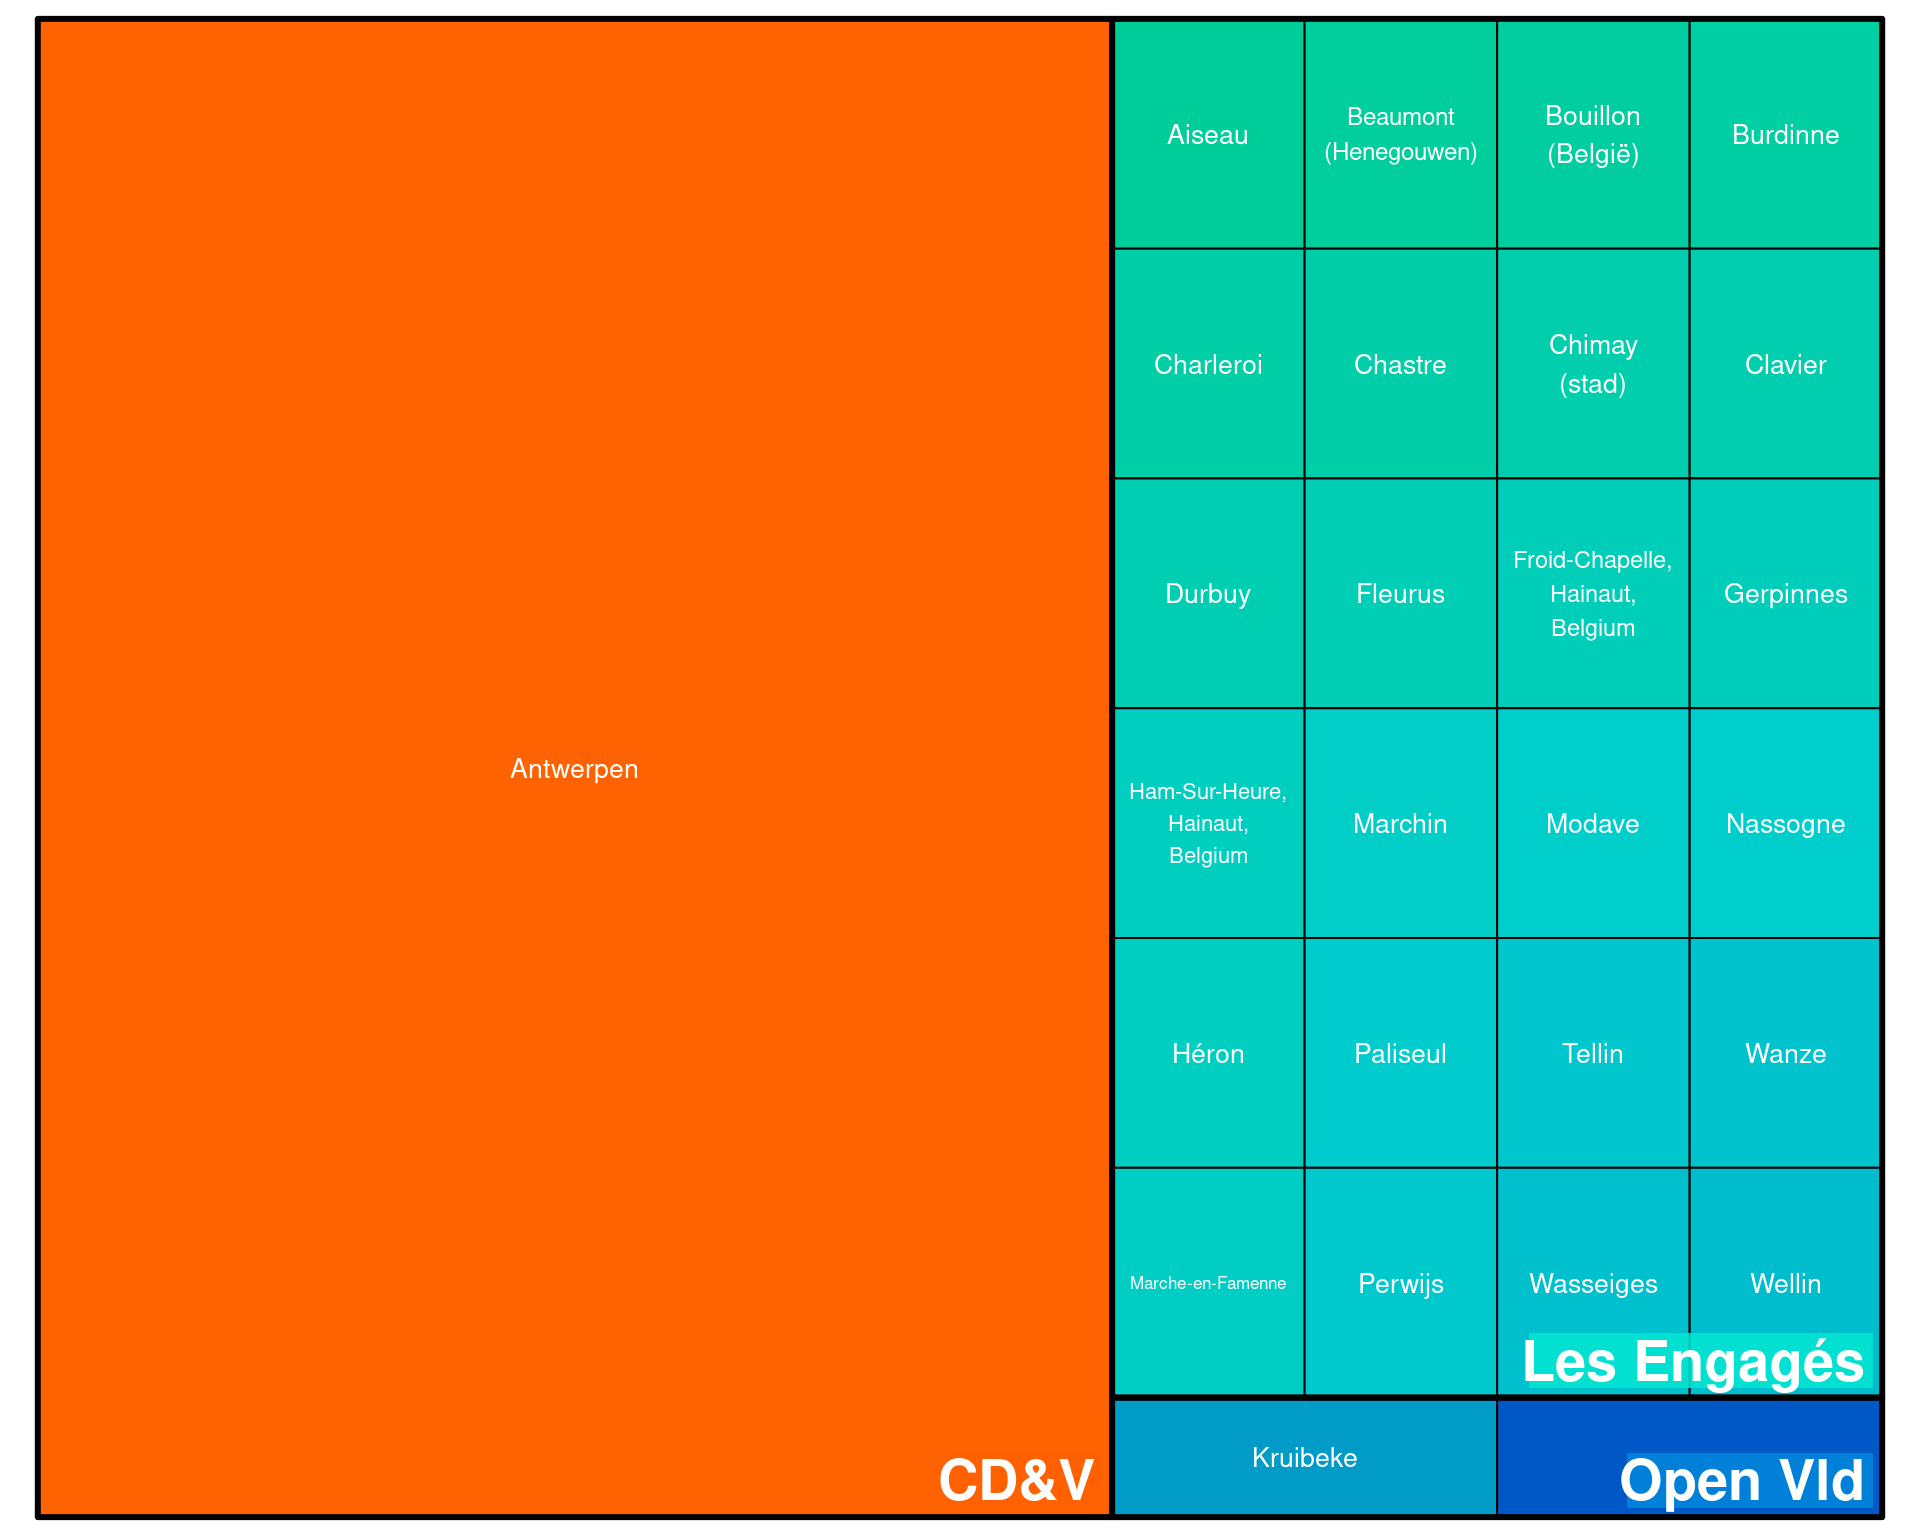 Antwerpen
CD&V
Aiseau
Beaumont
(Henegouwen)
Bouillon
(België)
Burdinne
Charleroi
Chastre
Chimay
(stad)
Clavier
Durbuy
Fleurus
Froid-Chapelle,
Hainaut,
Belgium
Gerpinnes
Ham-Sur-Heure,
Hainaut,
Belgium
Marchin
Modave
Nassogne
Héron
Paliseul
Tellin
Wanze
Marche-en-Famenne
Perwijs
Wasseiges
Wellin
Les Engagés
Kruibeke
Open Vld